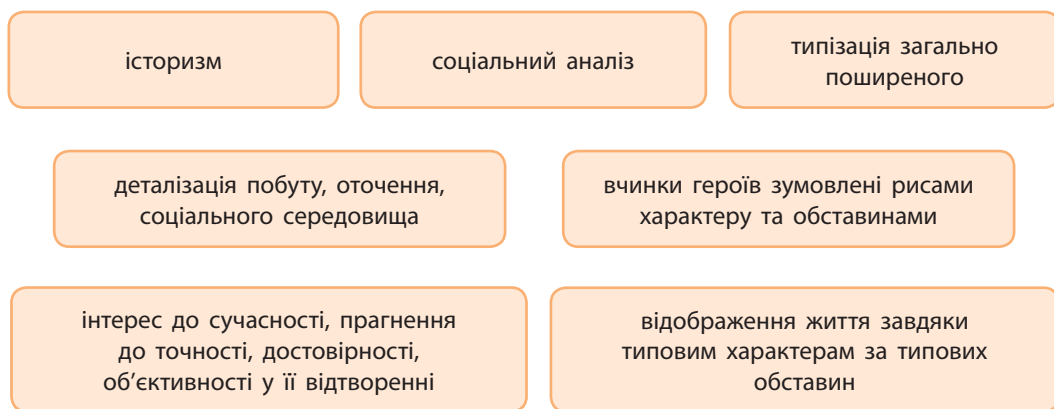 історизм
соціальний аналіз
типізація загально
поширеного
деталізація побуту, оточення,
соціального середовища
вчинки героїв зумовлені рисами
характеру та обставинами
інтерес до сучасності, прагнення
до точності, достовірності,
об’єктивності у її відтворенні
відображення життя завдяки
типовим характерам за типових
обставин